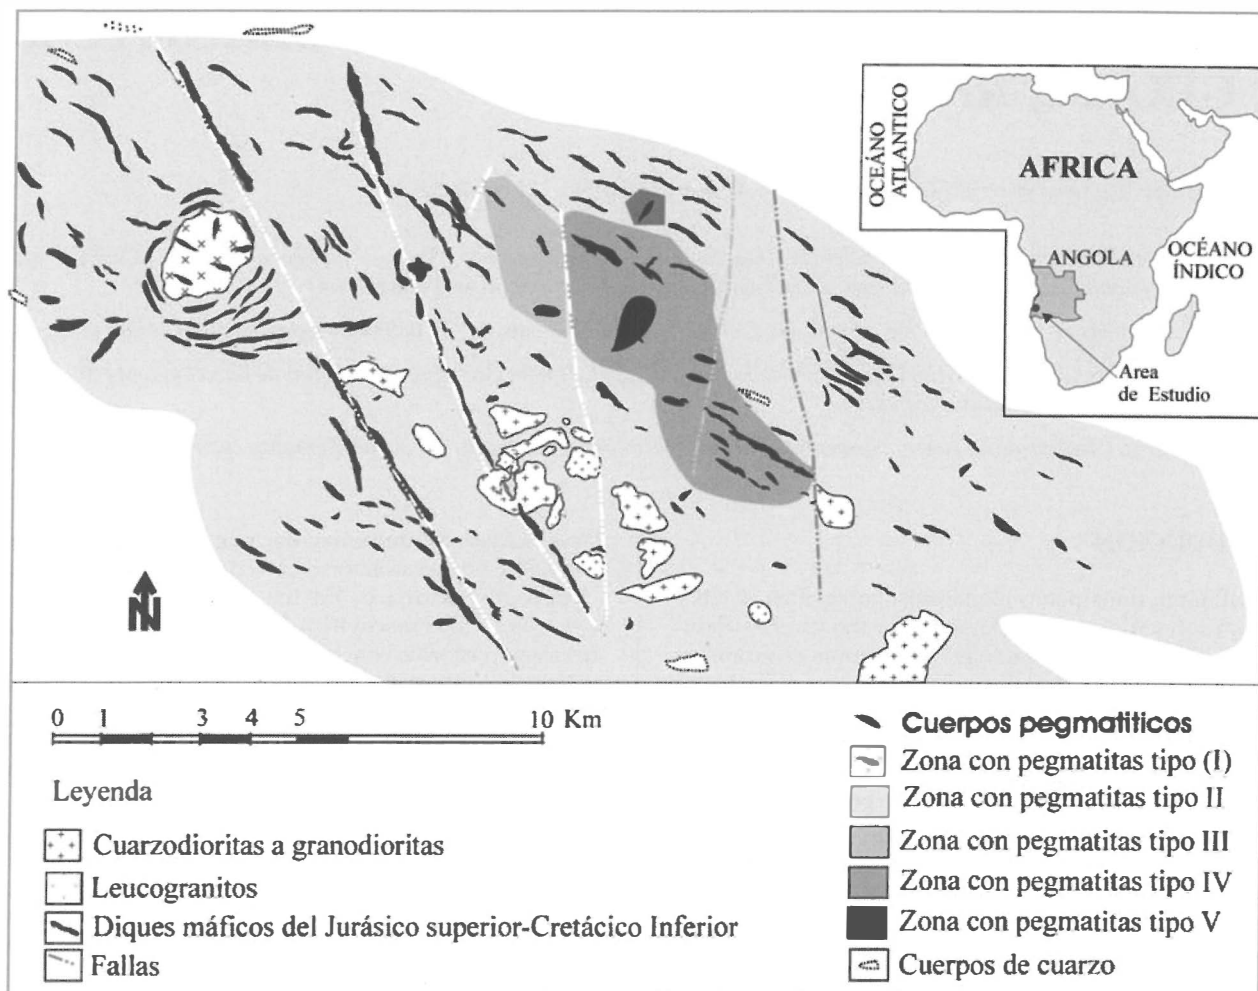 OCEÁNO
ATLANTICO
AFRICA
ANGOLA
OCÉANO
ÍNDICO
Area
de Estudio
N
0 1 3 4 5 10 Km
Leyenda
Cuarzodioritas a granodioritas
Leucogranitos
Diques máficos del Jurásico superior-Cretácico Inferior
Fallas
Cuerpos pegmatíticos
Zona con pegmatitas tipo (I)
Zona con pegmatitas tipo II
Zona con pegmatitas tipo III
Zona con pegmatitas tipo IV
Zona con pegmatitas tipo V
Cuerpos de cuarzo